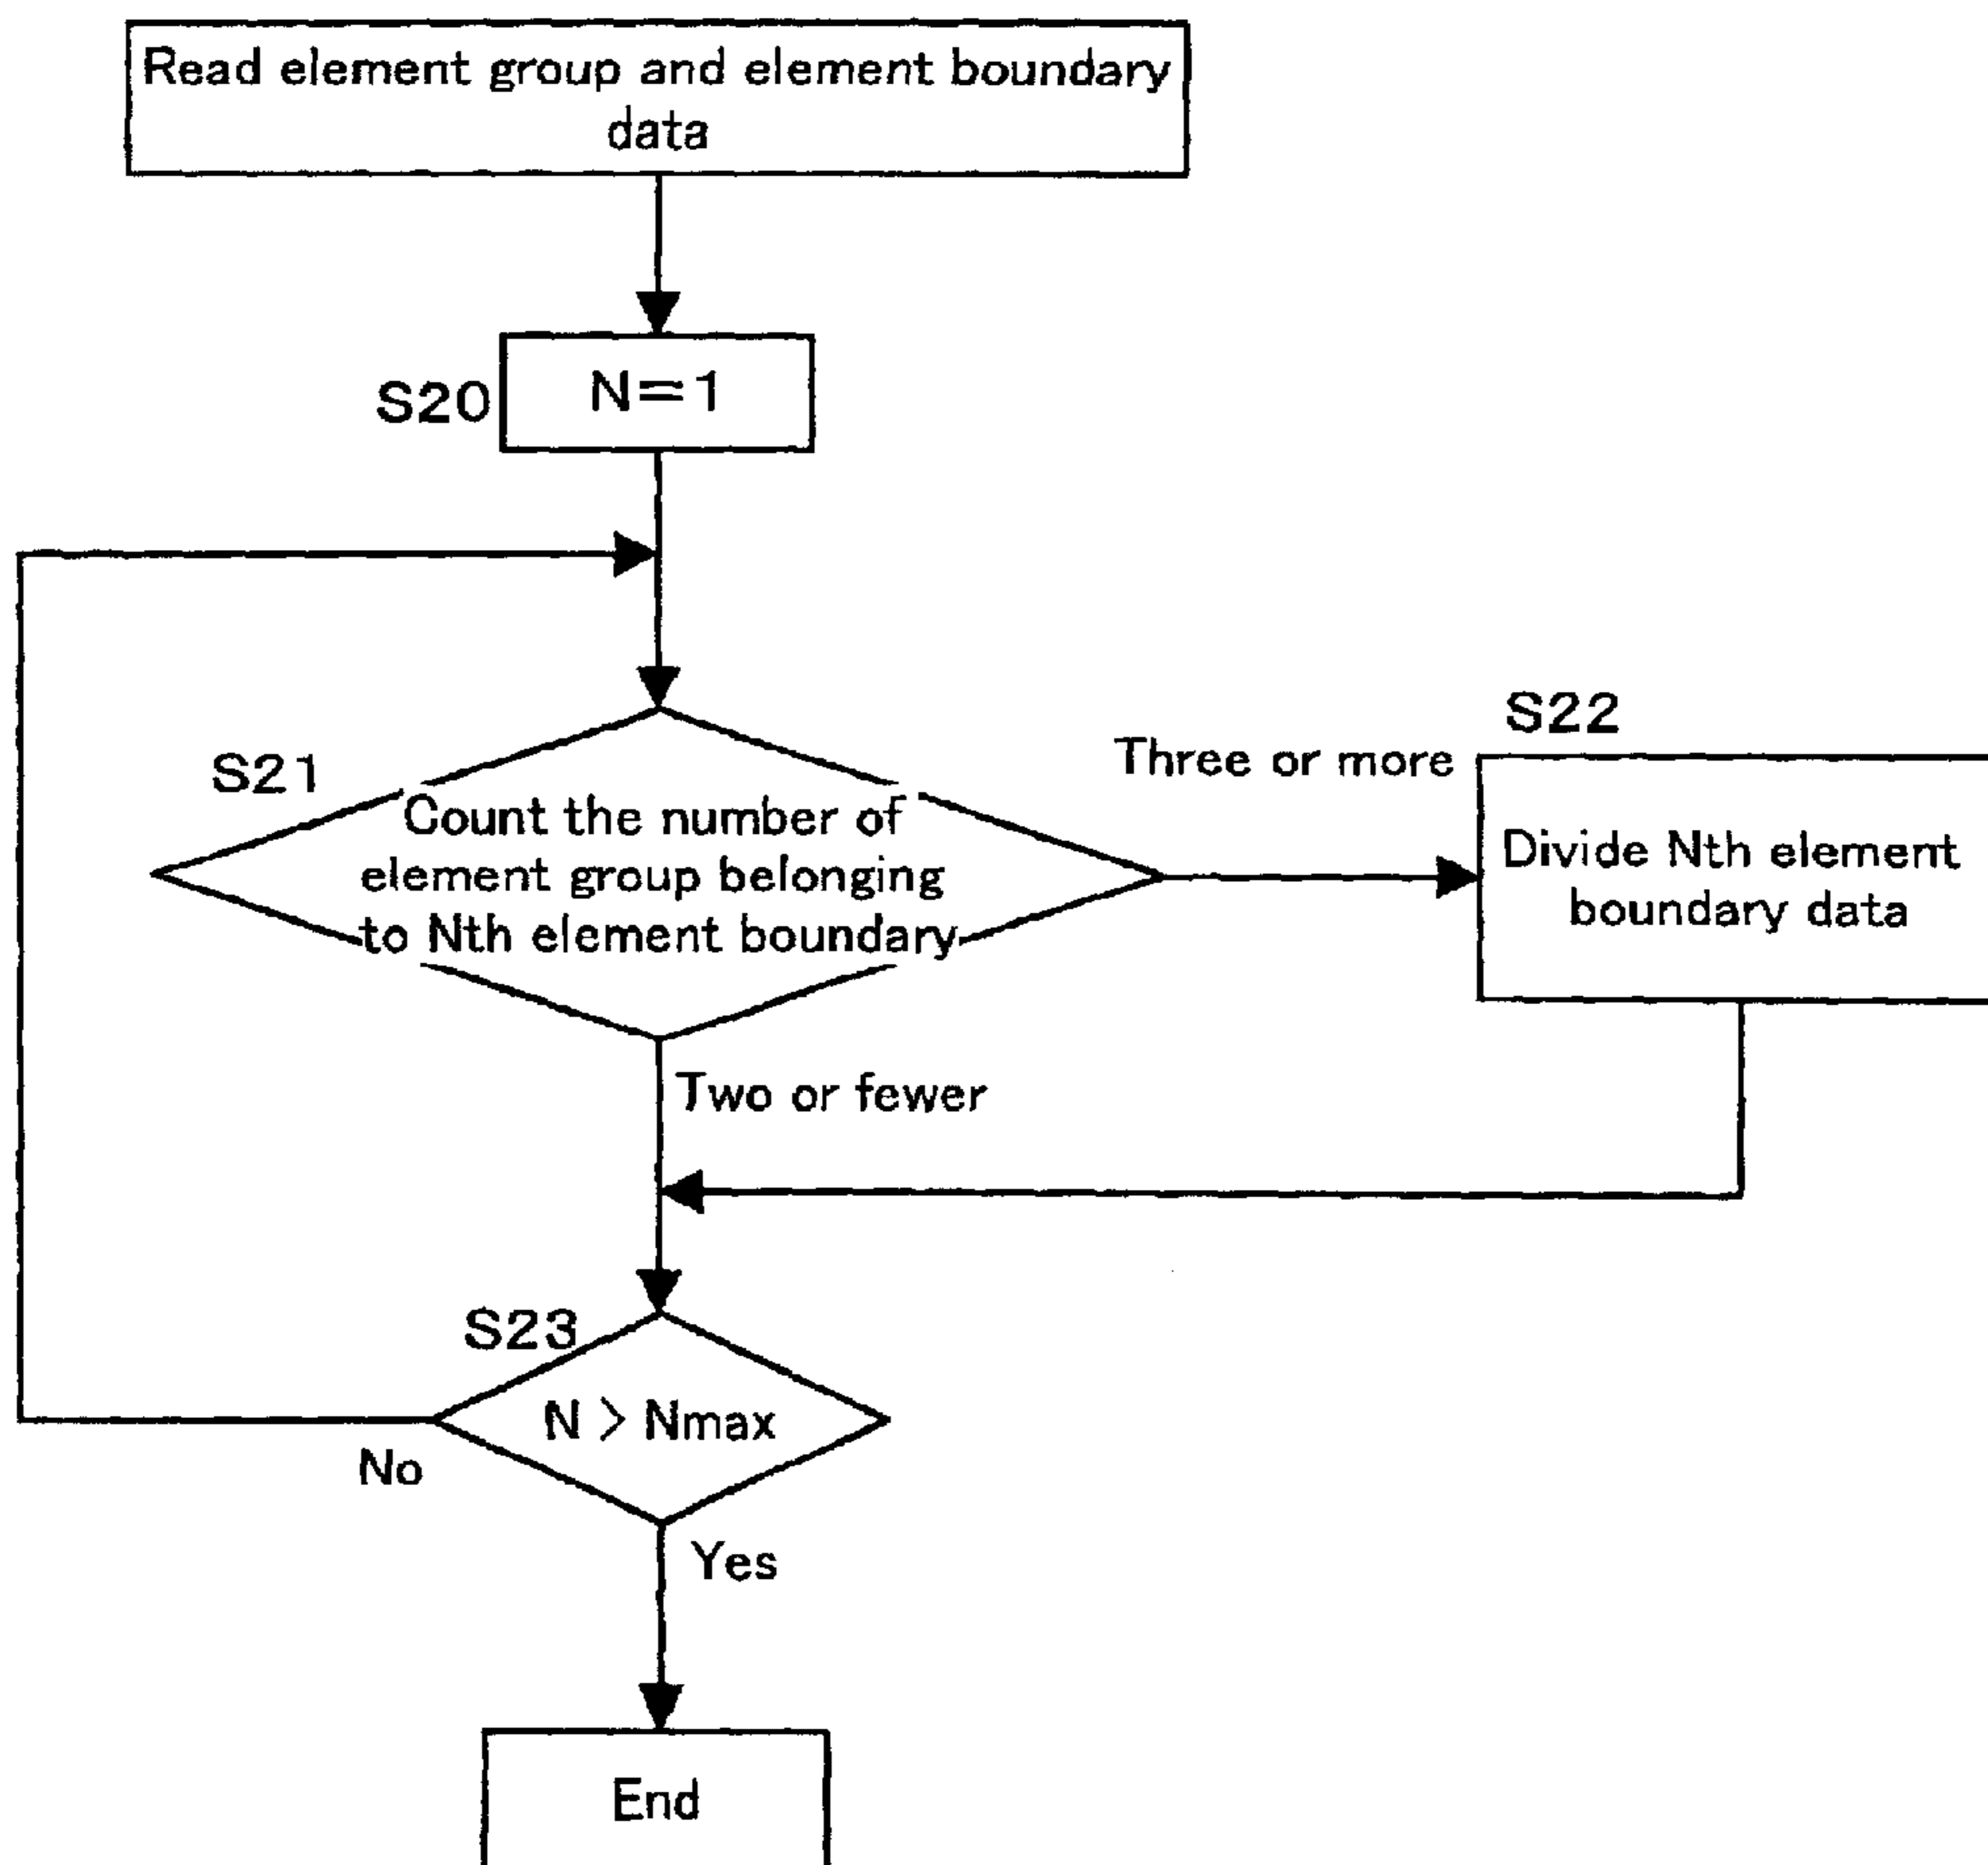 Read element group and element boundary
data
S20
N=1
S21
Count the number of
element group belonging
to Nth element boundary
Three or more
S22
Divide Nth element
boundary data
Two or fewer
S23
N > Nmax
No
Yes
End